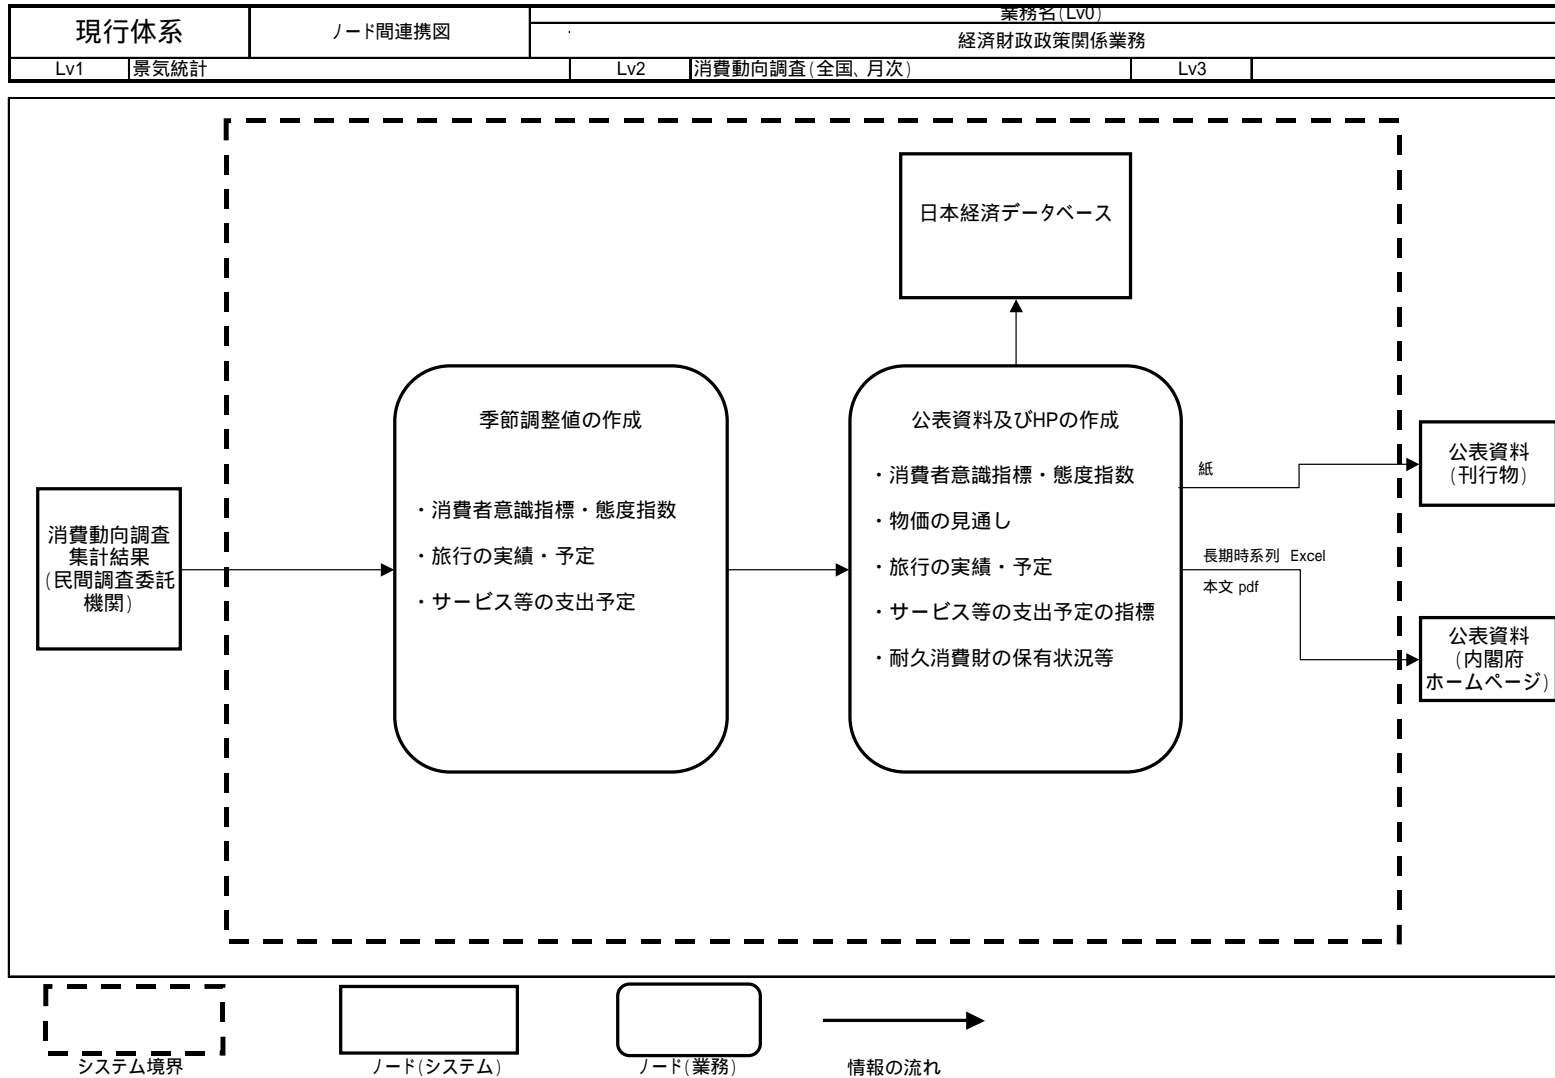 現行体系
ノード間連携図
業務名(Lv0)
経済財政政策関係業務
Lv1 景気統計 Lv2 消費動向調査(全国、月次) Lv3
日本経済データベース
季節調整値の作成
・消費者意識指標・態度指数
・旅行の実績・予定
・サービス等の支出予定
公表資料及びHPの作成
・消費者意識指標・態度指数
・物価の見通し
・旅行の実績・予定
・サービス等の支出予定の指標
・耐久消費財の保有状況等
消費動向調査
集計結果
(民間調査委託
機関)
紙
長期時系列 Excel
本文 pdf
公表資料
(刊行物)
公表資料
(内閣府
ホームページ)
システム境界
ノード(システム)
ノード(業務)
情報の流れ